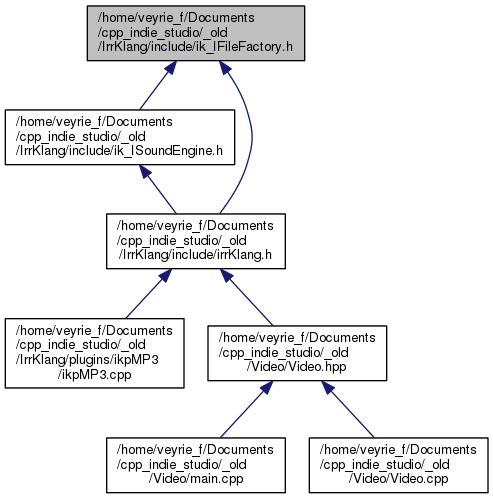 /home/veyrie_f/Documents
/cpp_indie_studio/_old
/IrrKlang/include/ik_IFileFactory.h
/home/veyrie_f/Documents
/cpp_indie_studio/_old
/IrrKlang/include/ik_ISoundEngine.h
/home/veyrie_f/Documents
/cpp_indie_studio/_old
/IrrKlang/include/irrKlang.h
/home/veyrie_f/Documents
/cpp_indie_studio/_old
/IrrKlang/plugins/ikpMP3
/ikpMP3.cpp
/home/veyrie_f/Documents
/cpp_indie_studio/_old
/Video/Video.hpp
/home/veyrie_f/Documents
/cpp_indie_studio/_old
/Video/main.cpp
/home/veyrie_f/Documents
/cpp_indie_studio/_old
/Video/Video.cpp